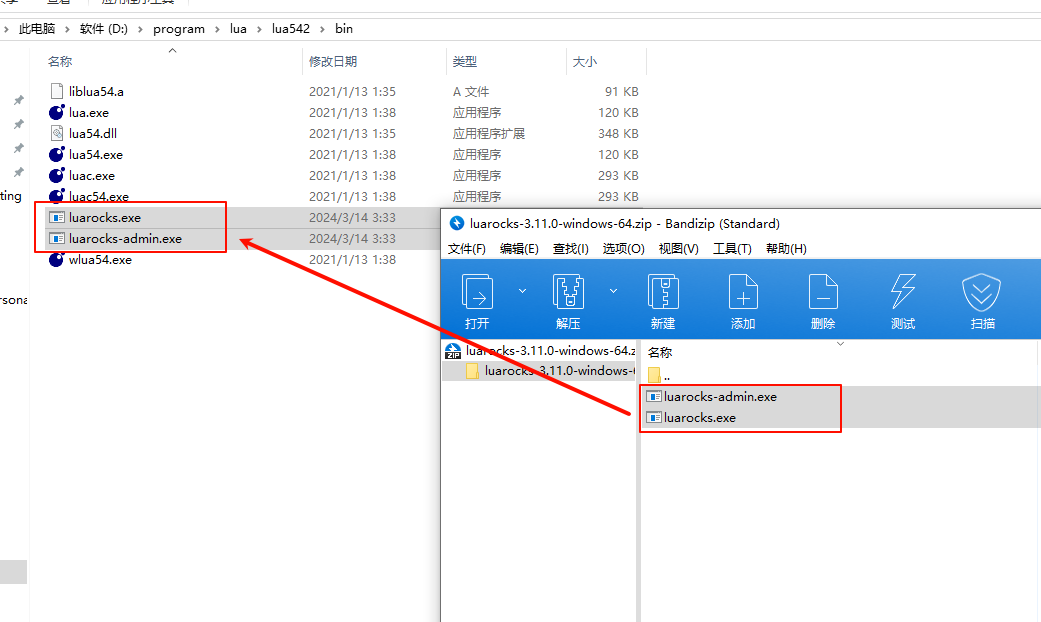 查看
应用程序工具
此电脑 > 软件 (D:) > program > lua > lua542 > bin
名称 修改日期 类型 大小
liblua54.a 2021/1/13 1:35 A 文件 91 KB
lua.exe 2021/1/13 1:38 应用程序 120 KB
lua54.dll 2021/1/13 1:35 应用程序扩展 348 KB
lua54.exe 2021/1/13 1:38 应用程序 120 KB
luac.exe 2021/1/13 1:38 应用程序 293 KB
luac54.exe 2021/1/13 1:38 应用程序 293 KB
ting
luarocks.exe 2024/3/14 3:33
luarocks-admin.exe 2024/3/14 3:33
wlua54.exe 2021/1/13 1:38
rsona
luarocks-3.11.0-windows-64.zip - Bandizip (Standard)
文件(F) 编辑(E) 查找(I) 选项(O) 视图(V) 工具(T) 帮助(H)
打开 解压 新建 添加 删除 测试 扫描
ZIP luarocks-3.11.0-windows-64.z
luarocks-3.11.0-windows-6
名称
..
luarocks-admin.exe
luarocks.exe